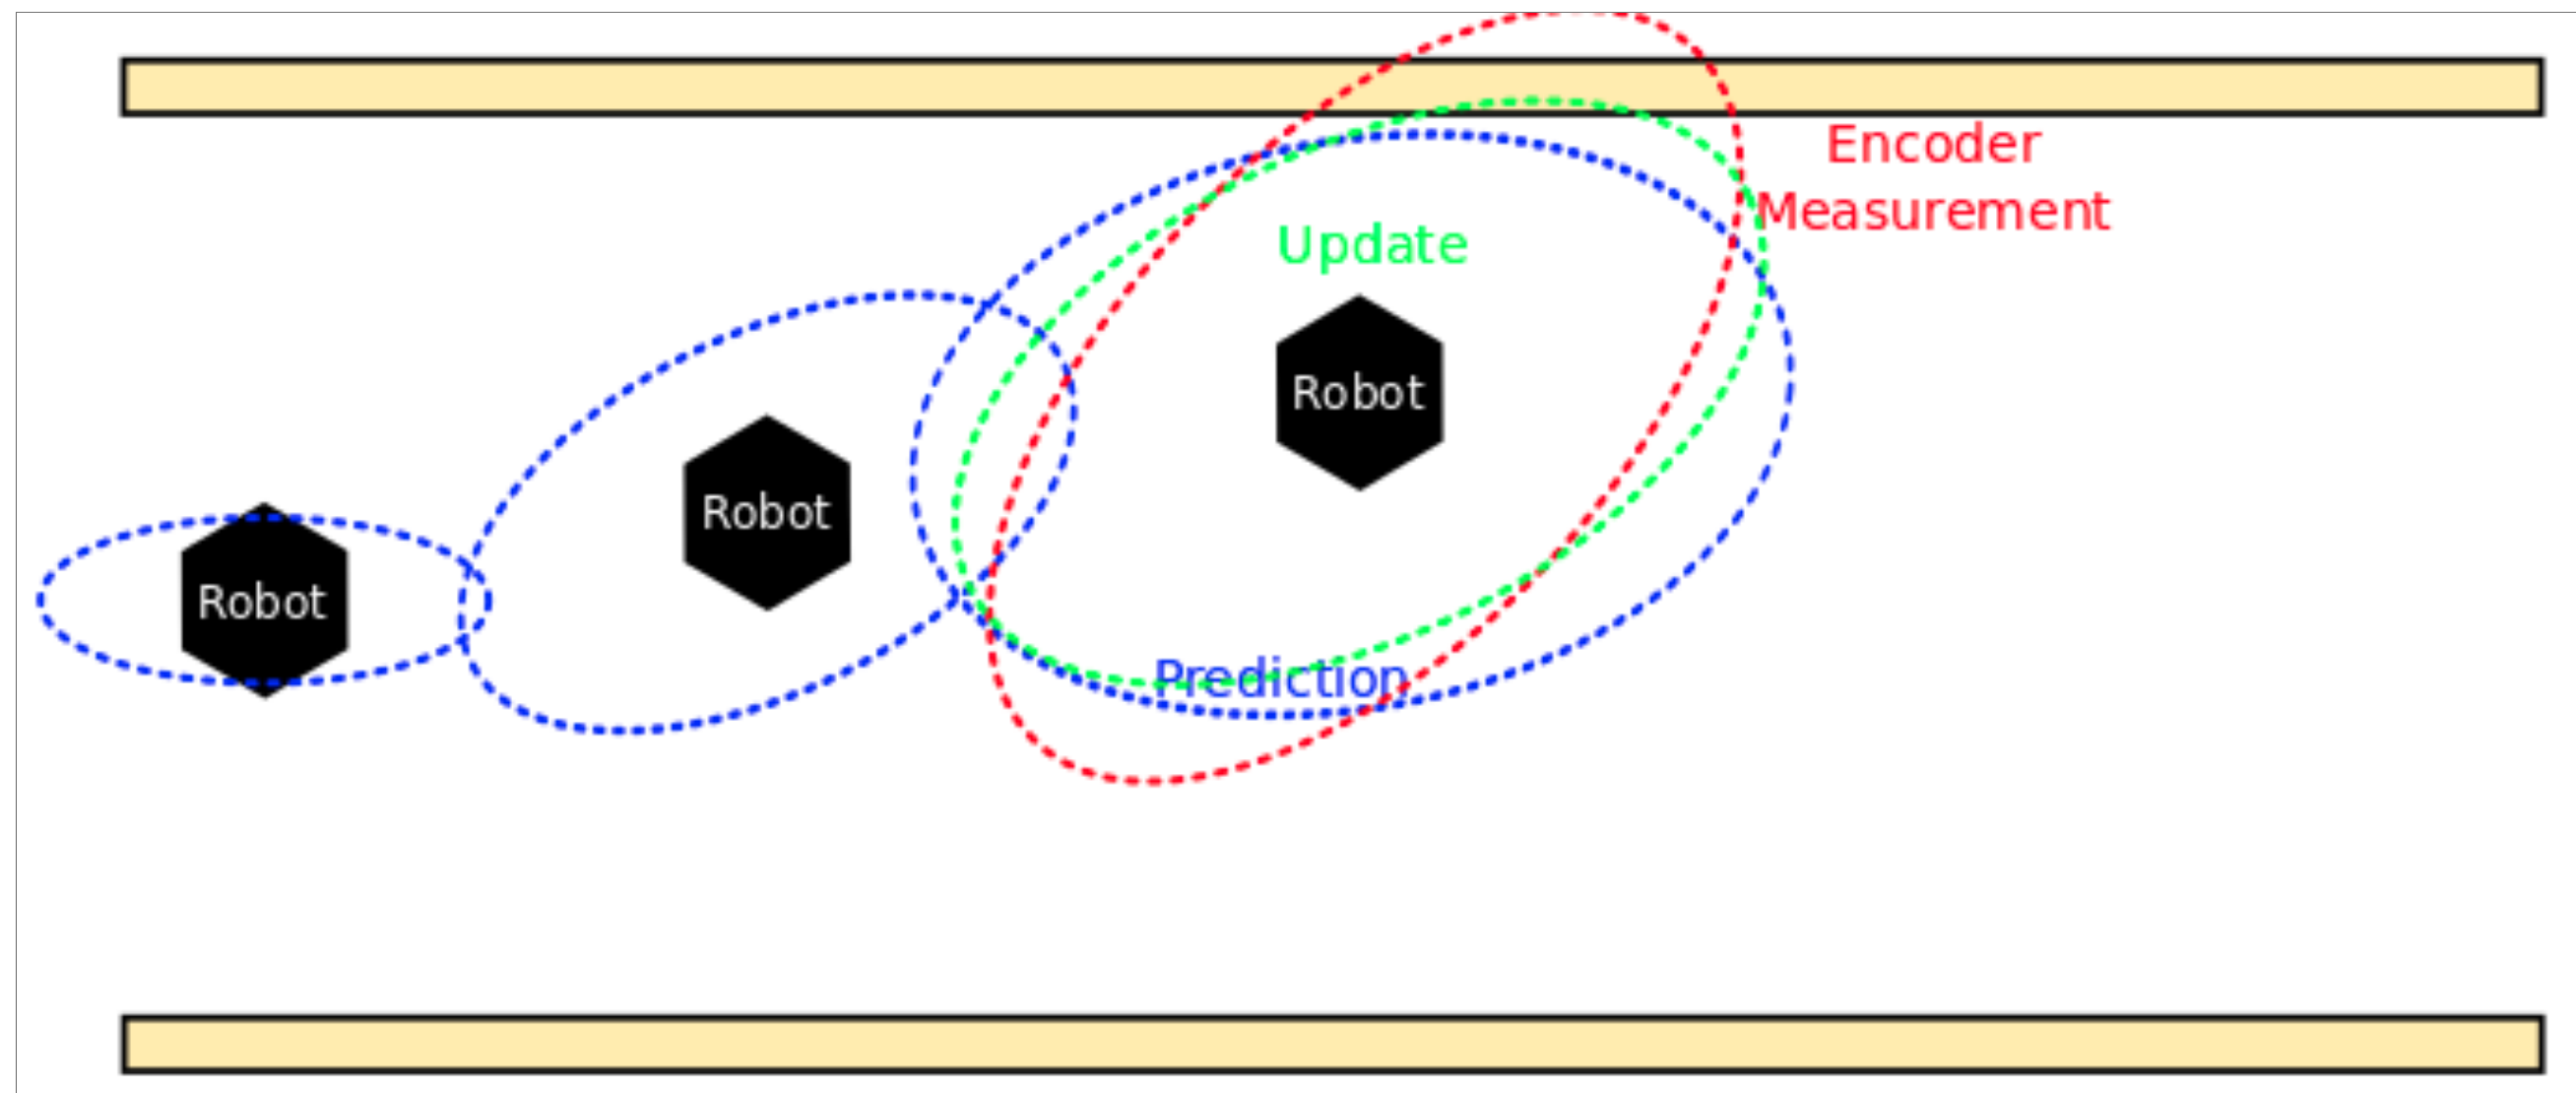 Encoder
Measurement
Update
Robot
Robot
Robot
Prediction